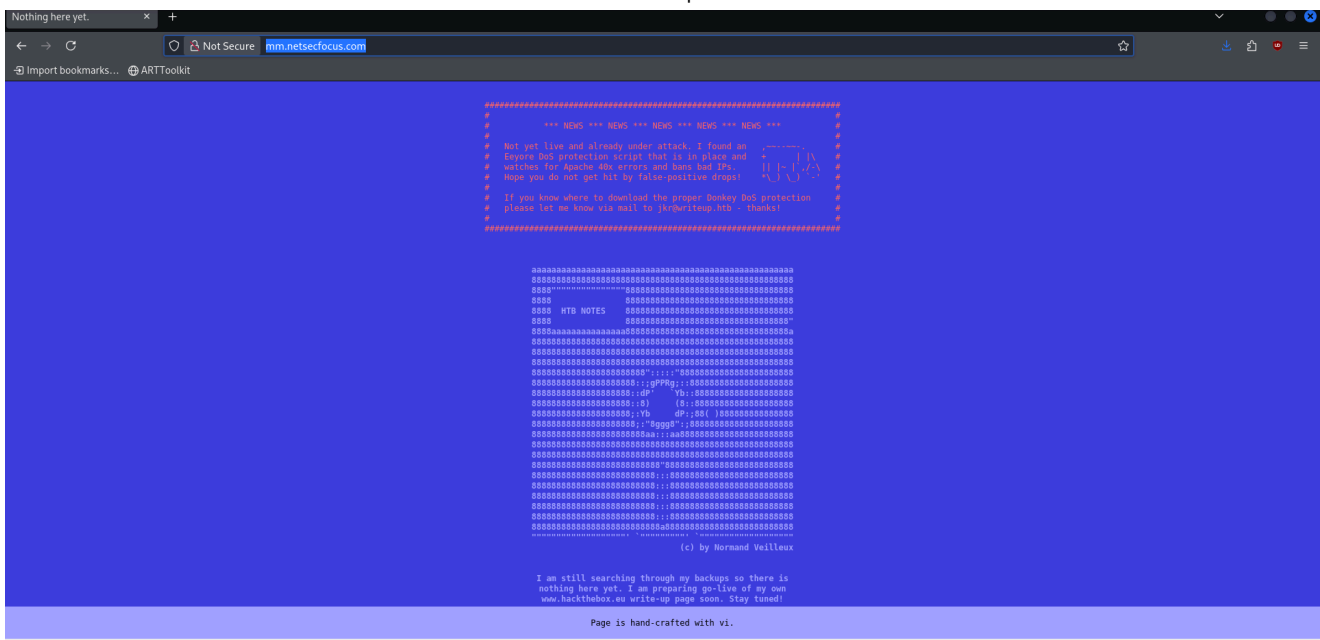 Nothing here yet.
Not Secure mm.netsecfocus.com
Import bookmarks... ARTToolkit
########################################################################
# #
# *** NEWS *** NEWS *** NEWS *** NEWS *** NEWS *** #
# #
# Not yet live and already under attack. I found an ,~~--~~-. #
# Eeyore DoS protection script that is in place and + | |\ #
# watches for Apache 40x errors and bans bad IPs. || |~ |`,/-\ #
# Hope you do not get hit by false-positive drops! *\_) \_) `-' #
# #
# If you know where to download the proper Donkey DoS protection #
# please let me know via mail to jkr@writeup.htb - thanks! #
# #
########################################################################
HTB NOTES
(c) by Normand Veilleux
I am still searching through my backups so there is
nothing here yet. I am preparing go-live of my own
www.hackthebox.eu write-up page soon. Stay tuned!
Page is hand-crafted with vi.